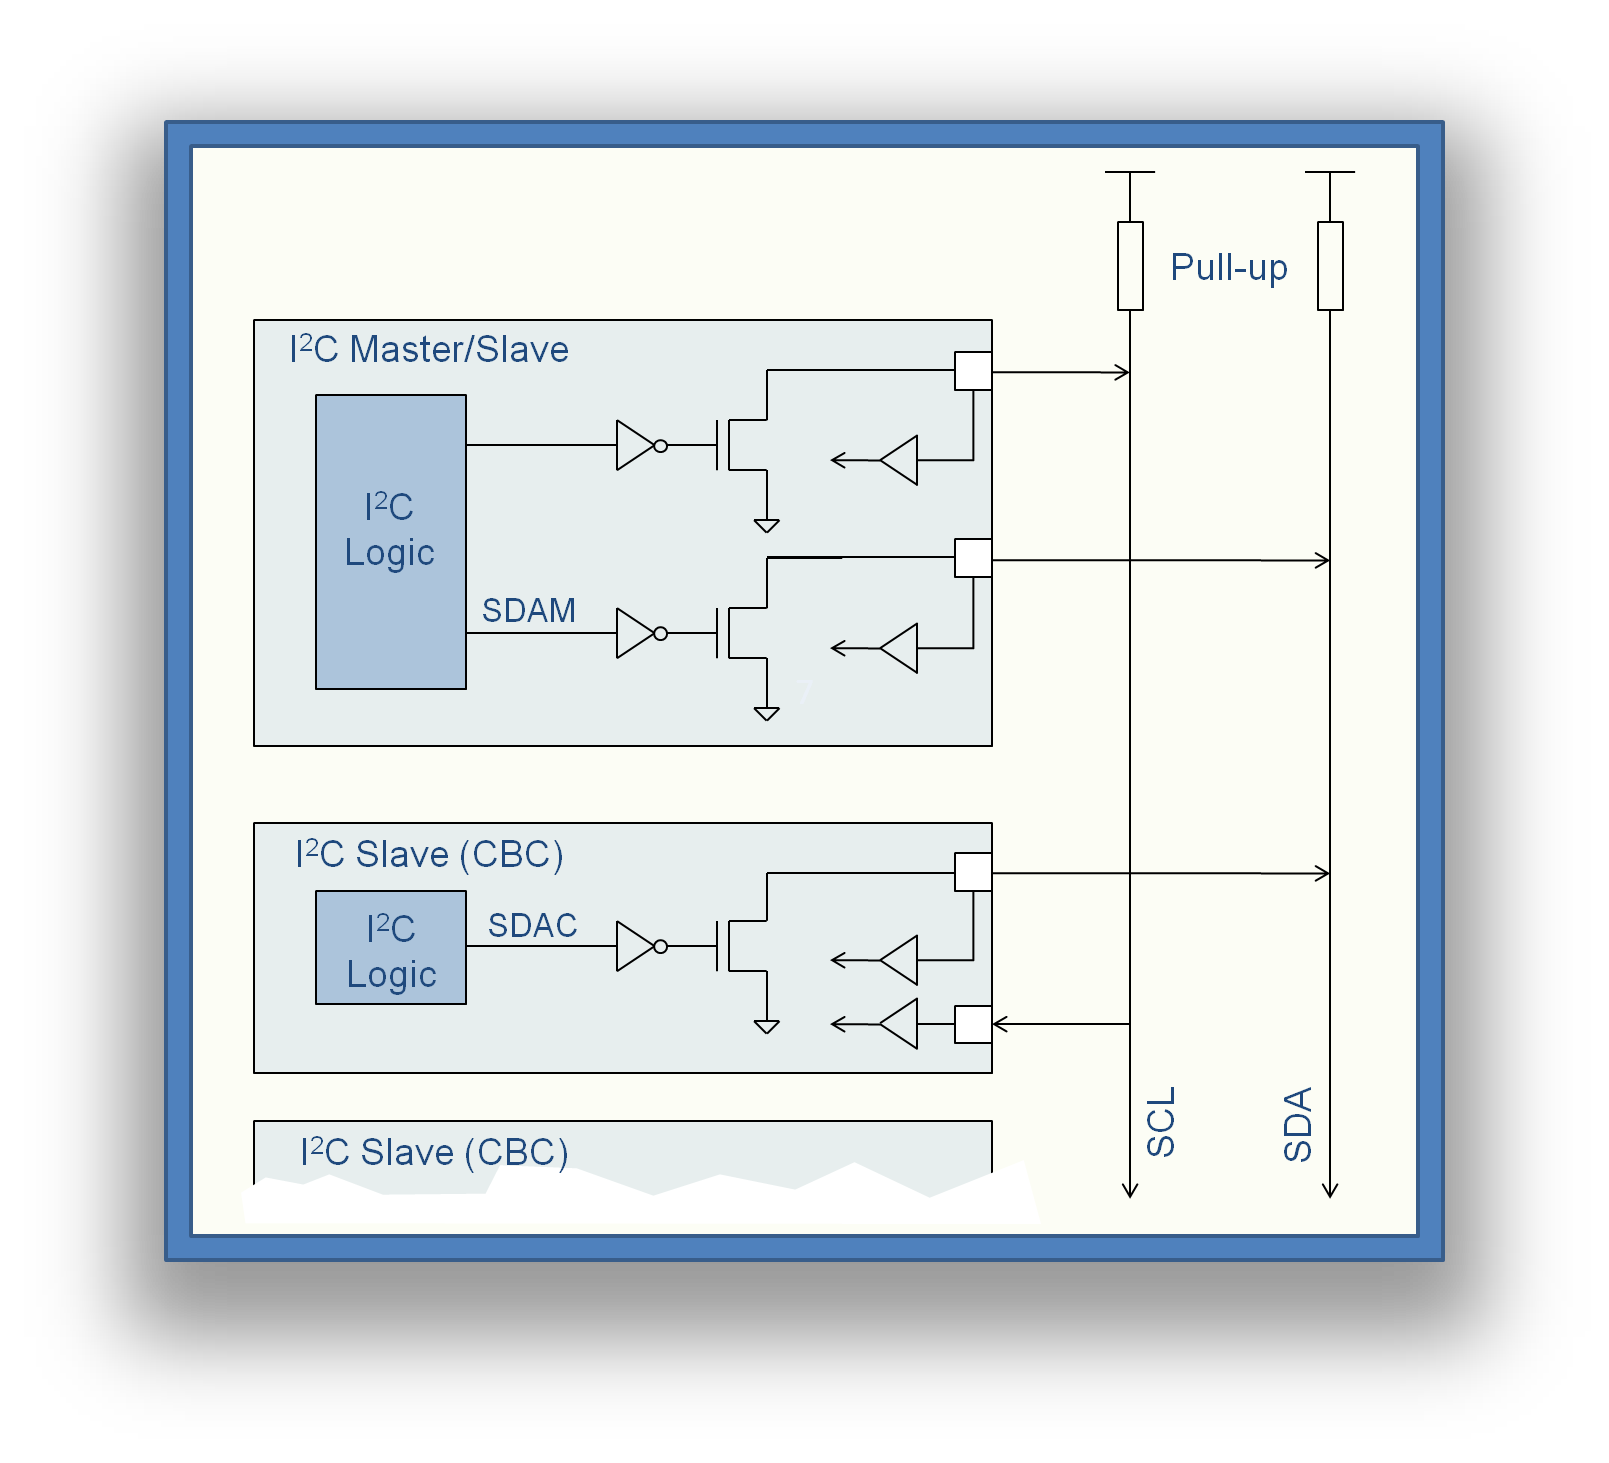 Pull-up
I²C Master/Slave
I²C
Logic
SDAM
7
I²C Slave (CBC)
I²C
Logic
SDAC
SCL
SDA
I²C Slave (CBC)